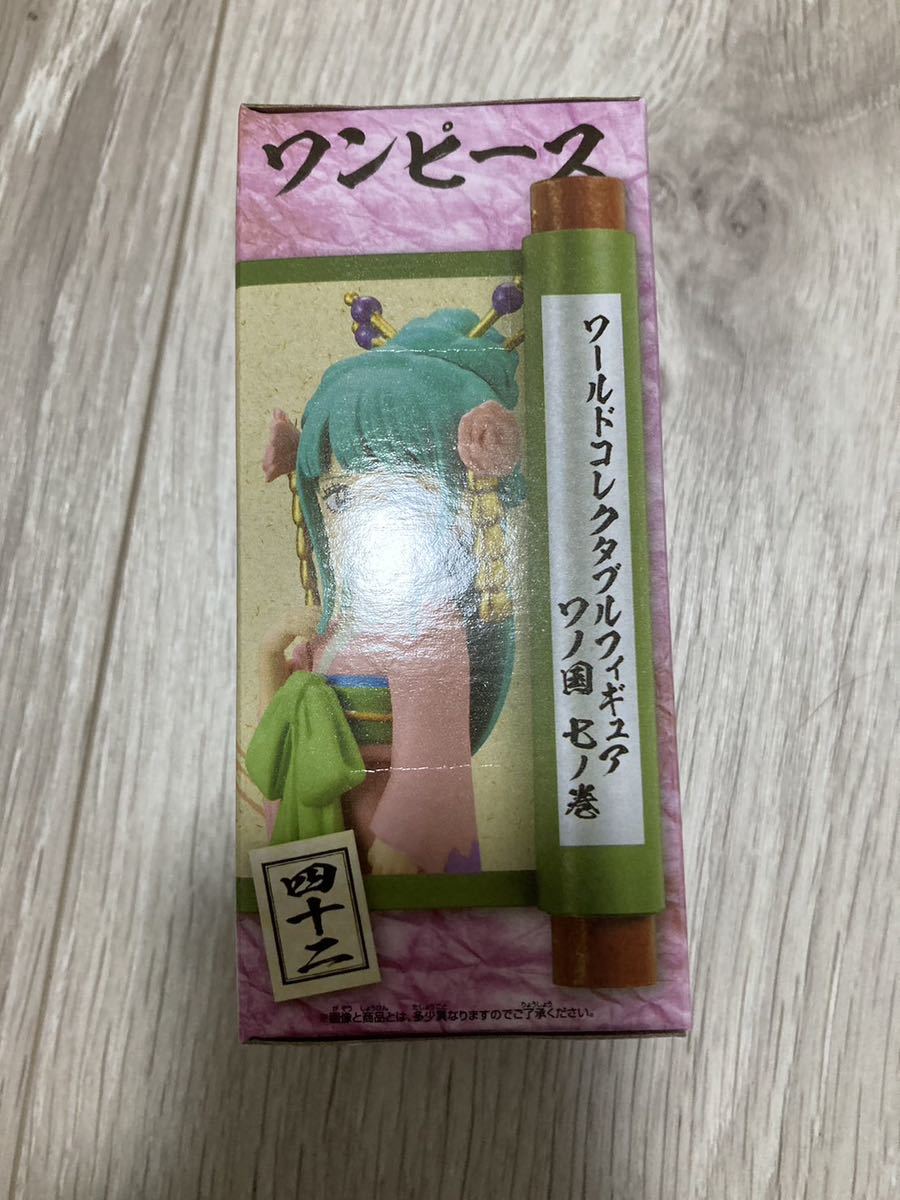 ワンピース
ワールドコレクタブルフィギュア
ワノ国 七ノ巻
四十二
※画像と商品とは、多少異なりますのでご了承ください。